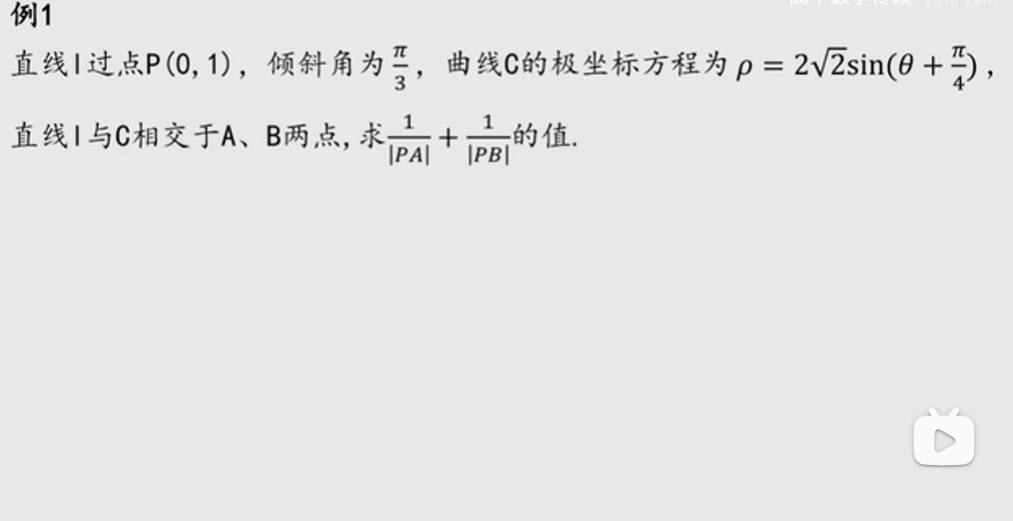 例1
直线l过点P(0,1), 倾斜角为π/3, 曲线C的极坐标方程为ρ = 2√2sin(θ + π/4),
直线l与C相交于A、B两点,求1/|PA| + 1/|PB|的值.